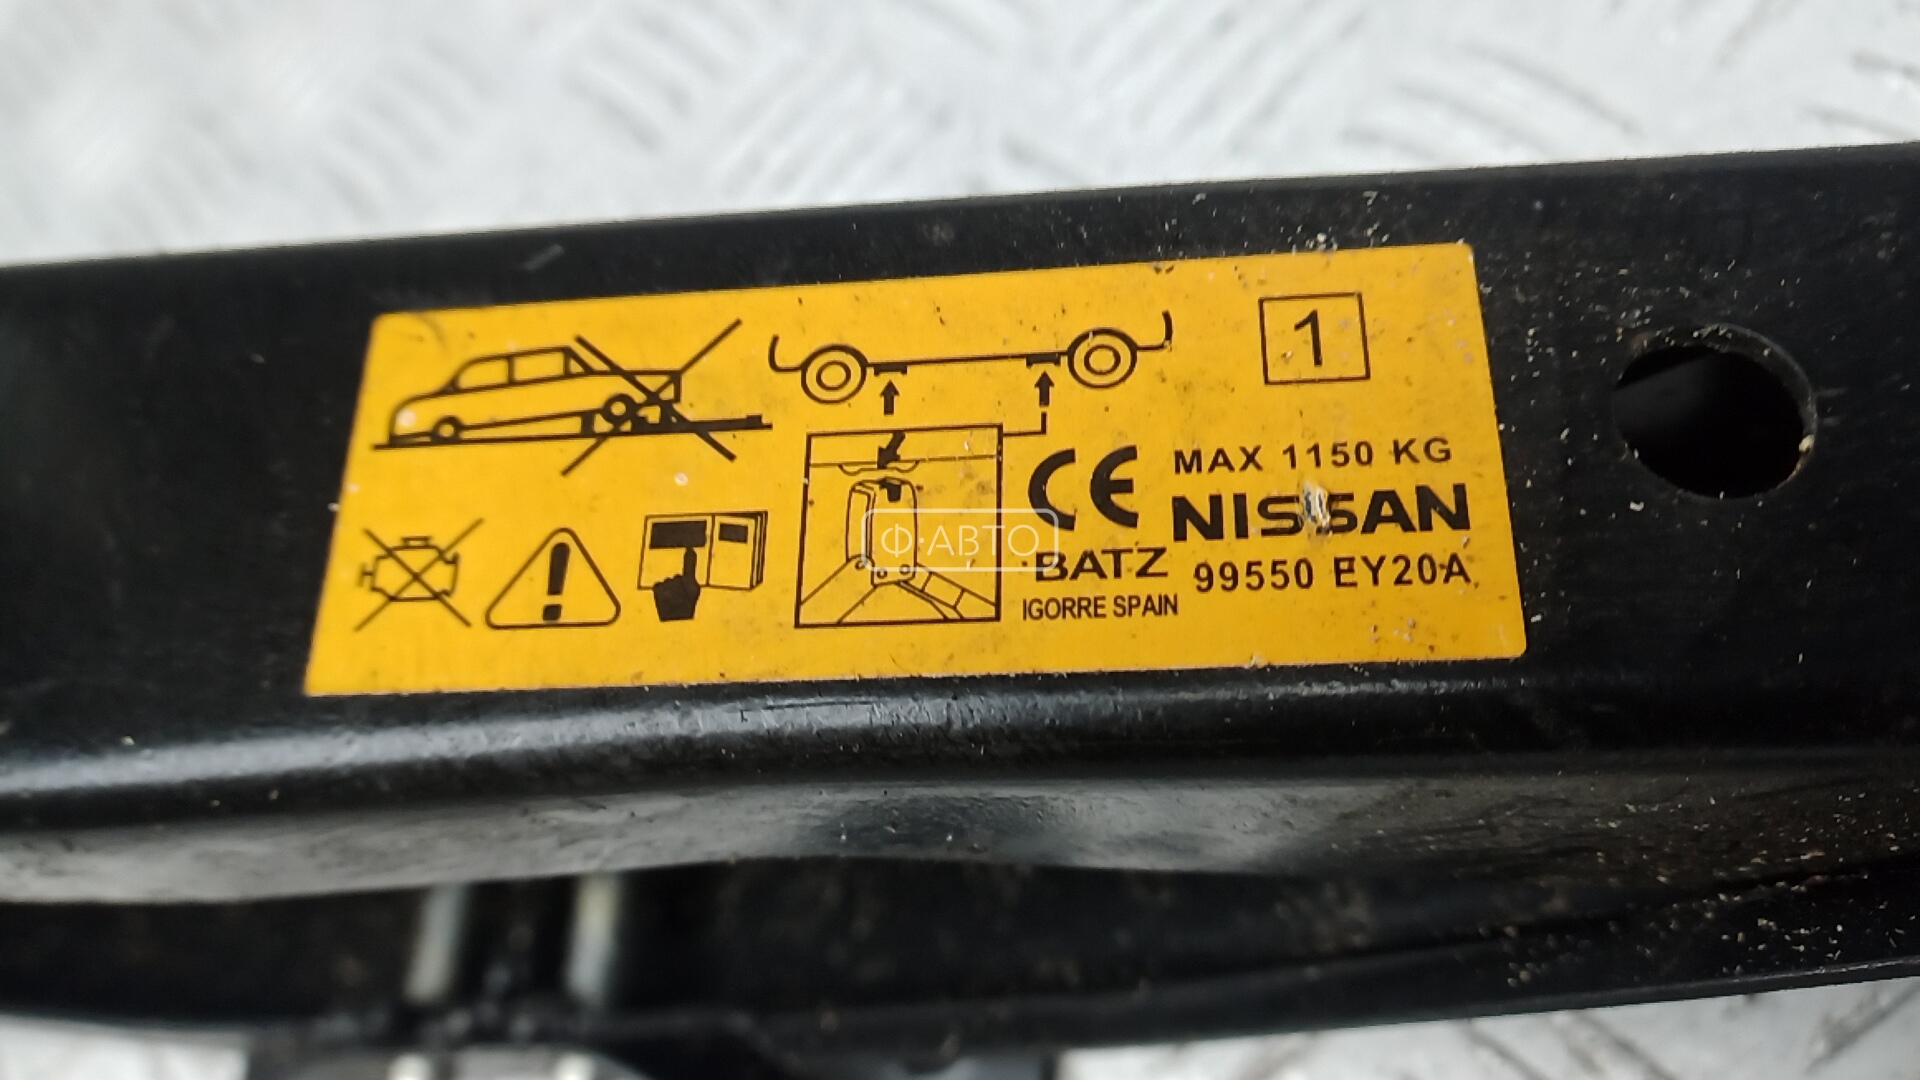 1
CE
MAX 1150 KG
NISSAN
Ф·АВТО
BATZ
99550 EY20A
IGORRE SPAIN